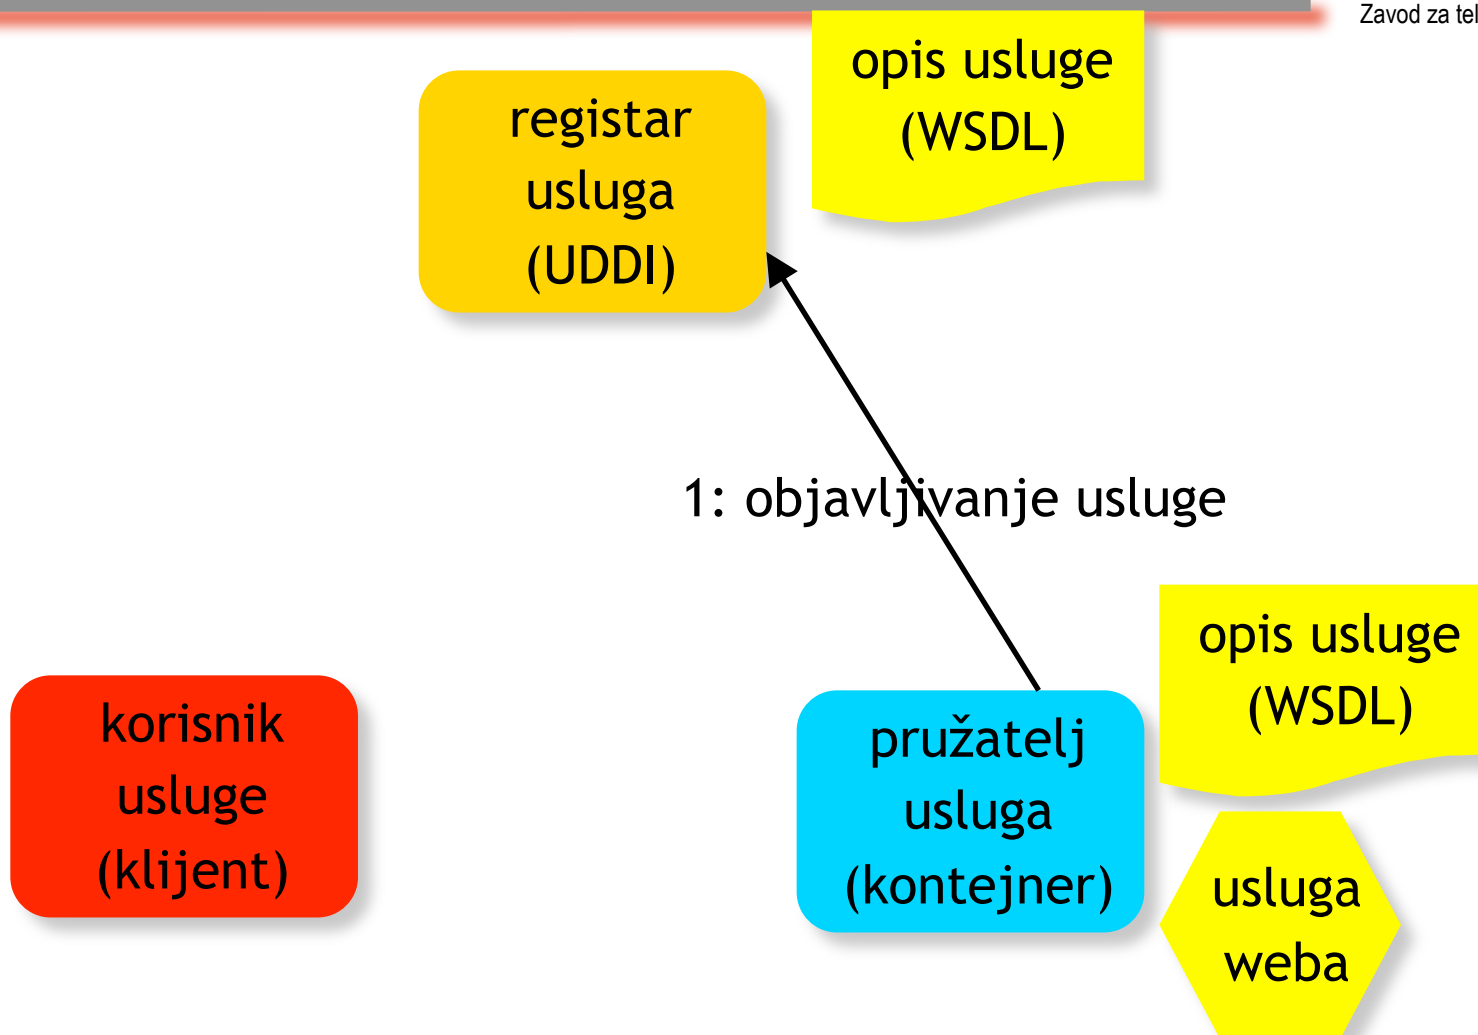 Zavod za tel
opis usluge
(WSDL)
registar
usluga
(UDDI)
1: objavljivanje usluge
opis usluge
(WSDL)
korisnik
usluge
(klijent)
pružatelj
usluga
(kontejner)
usluga
weba